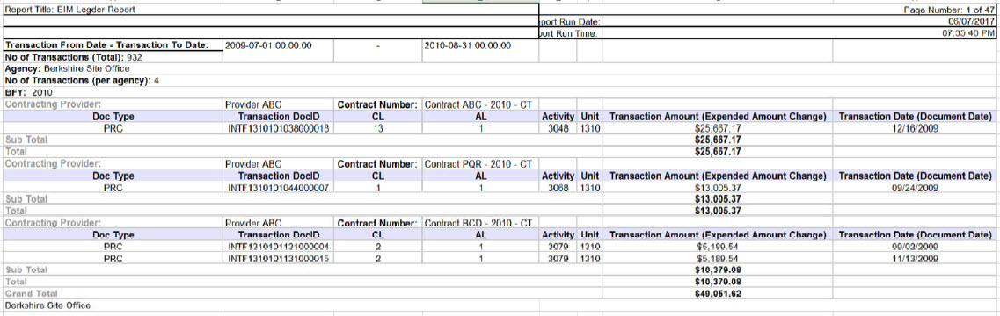 Report Title: EIM Legder Report Page Number: 1 of 47
port Run Date: 06/07/2017
port Run Time: 07:35:40 PM
Transaction From Date - Transaction To Date: 2009-07-01 00.00.00 - 2010-08-31 00.00.00
No of Transactions (Total): 932
Agency: Berkshire Site Office
No of Transactions (per agency): 4
BFY: 2010
Contracting Provider: Provider ABC Contract Number: Contract ABC - 2010 - CT
Doc Type Transaction DocID CL AL Activity Unit Transaction Amount (Expended Amount Change) Transaction Date (Document Date)
PRC INTF1310101038000018 13 1 3048 1310 $25,667.17 12/16/2009
Sub Total $25,667.17
Total $25,667.17
Contracting Provider: Provider ABC Contract Number: Contract PQR - 2010 - CT
Doc Type Transaction DocID CL AL Activity Unit Transaction Amount (Expended Amount Change) Transaction Date (Document Date)
PRC INTF1310101044000007 1 1 3068 1310 $13,005.37 09/24/2009
Sub Total $13,005.37
Total $13,005.37
Contracting Provider: Provider ABC Contract Number: Contract BCD - 2010 - CT
Doc Type Transaction DocID CL AL Activity Unit Transaction Amount (Expended Amount Change) Transaction Date (Document Date)
PRC INTF1310101131000004 2 1 3079 1310 $5,189.54 09/02/2009
PRC INTF1310101131000015 2 1 3079 1310 $5,189.54 11/13/2009
Sub Total $10,379.08
Total $10,379.08
Grand Total $49,051.62
Berkshire Site Office